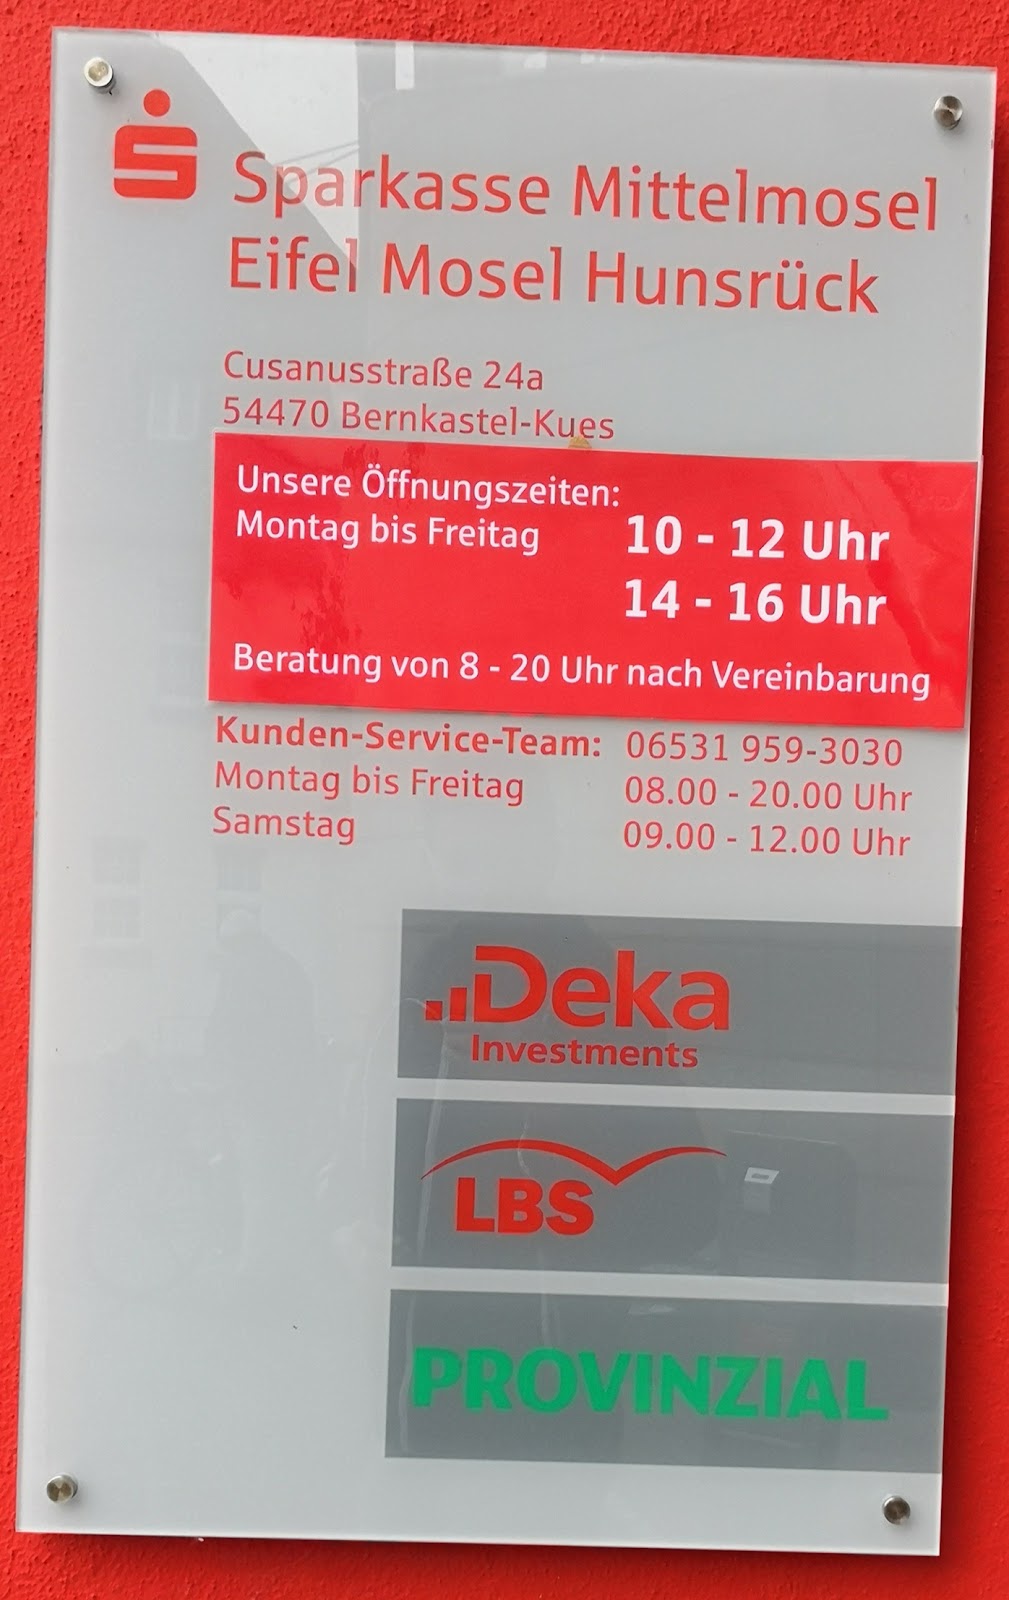 Sparkasse Mittelmosel
Eifel Mosel Hunsrück
Cusanusstraße 24a
54470 Bernkastel-Kues
Unsere Öffnungszeiten:
Montag bis Freitag 10 - 12 Uhr
14 - 16 Uhr
Beratung von 8 - 20 Uhr nach Vereinbarung
Kunden-Service-Team: 06531 959-3030
Montag bis Freitag 08.00 - 20.00 Uhr
Samstag 09.00 - 12.00 Uhr
Deka
Investments
LBS
PROVINZIAL